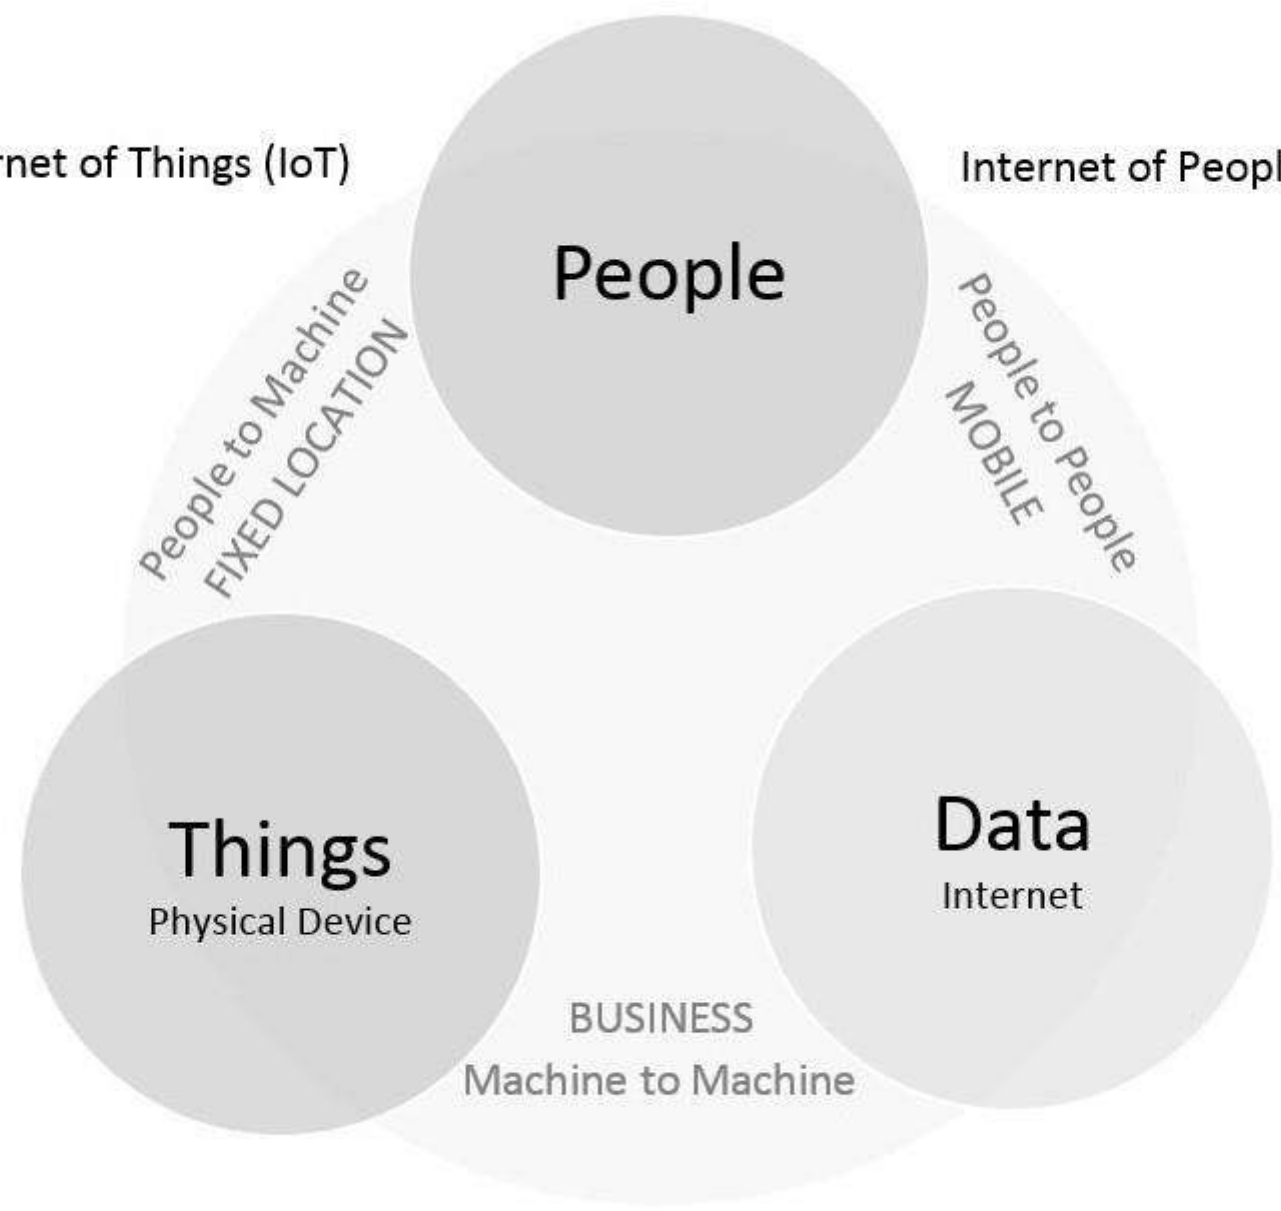 rnet of Things (IoT)
Internet of Peopl
People
People to Machine
FIXED LOCATION
People to People
MOBILE
Things
Physical Device
Data
Internet
BUSINESS
Machine to Machine